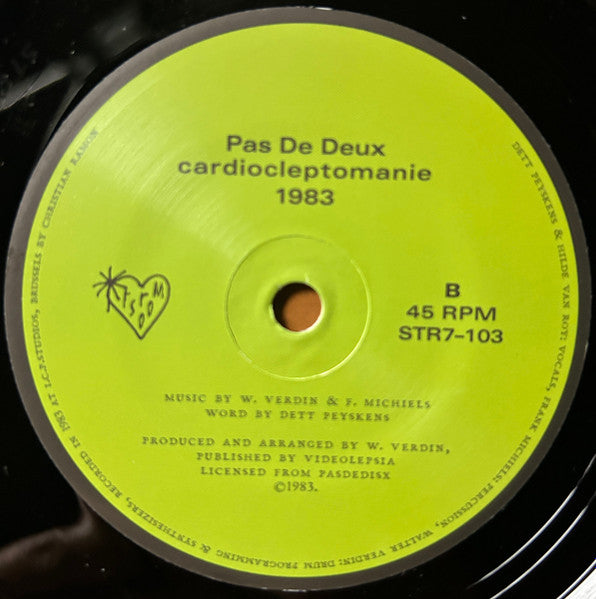 Pas De Deux
cardiocleptomanie
1983
B
45 RPM
STR7-103
MUSIC BY W. VERDIN & F. MICHIELS
WORD BY DETT PEYSKENS
PRODUCED AND ARRANGED BY W. VERDIN,
PUBLISHED BY VIDEOLEPSIA
LICENSED FROM PASDEDISX
©1983.
DETT PEYSKENS & HILDE VAN ROY: VOCALS, FRANK MICHIELS: PERCUSSION, WALTER VERDIN: DRUM PROGRAMMING & SYNTHESIZERS, RECORDED IN 1983 AT I.C.P-STUDIOS, BRUSSELS BY CHRISTIAN RAMON